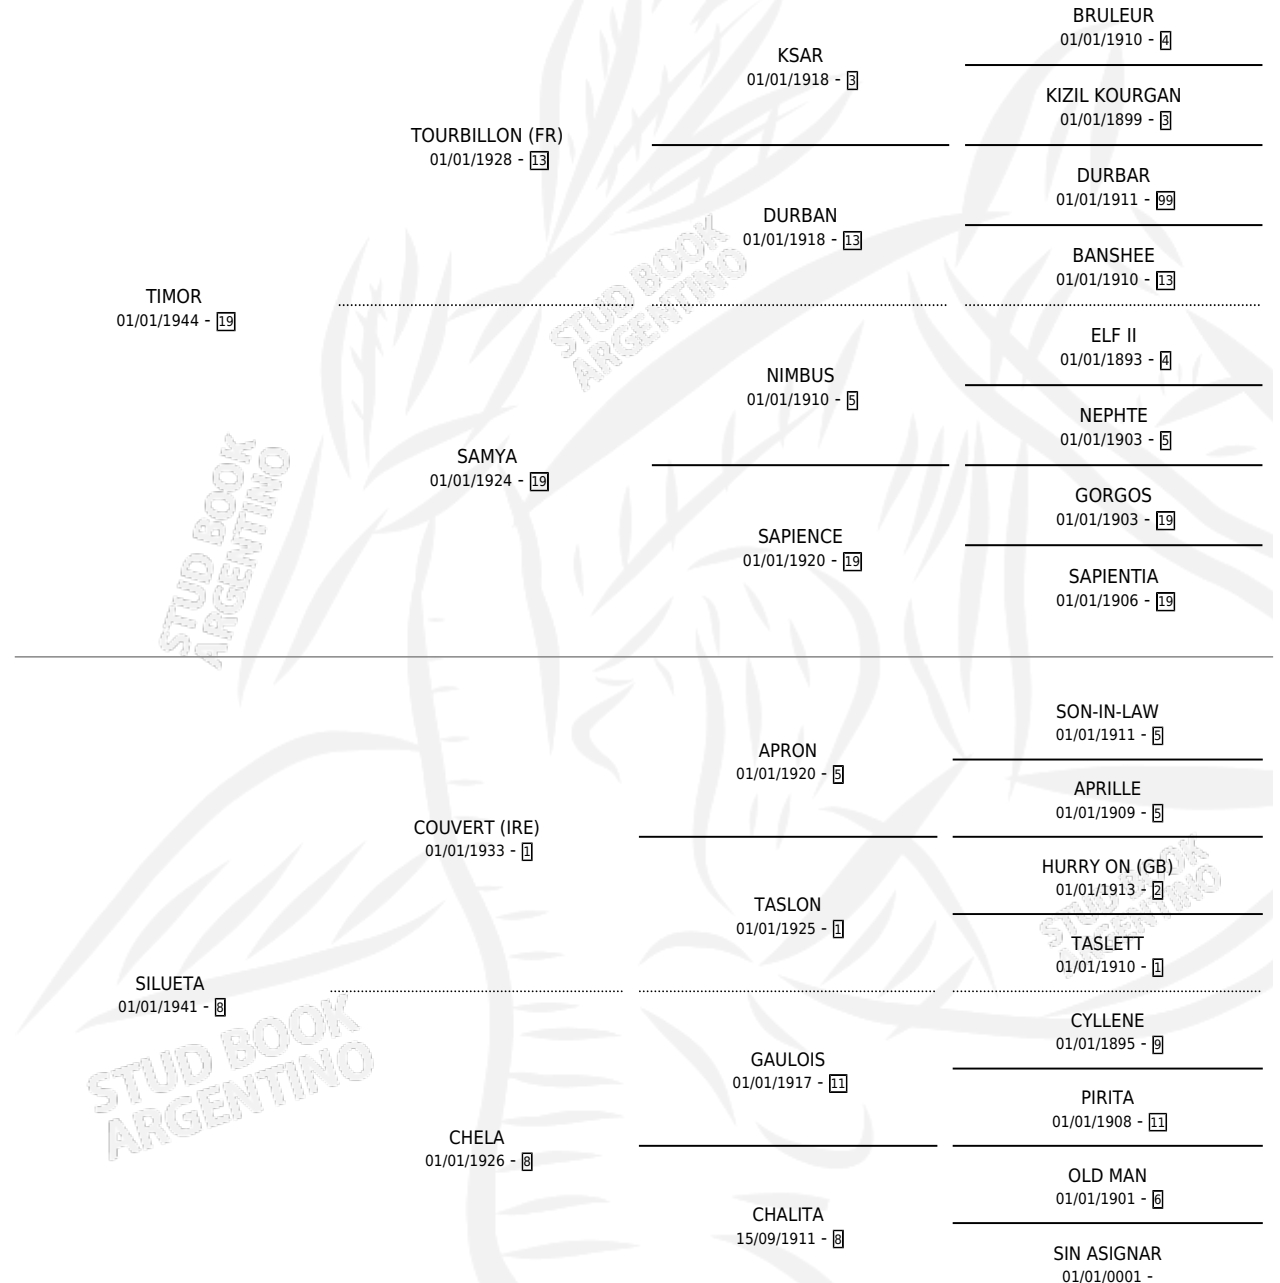 BRULEUR
01/01/1910 - 4
KSAR
01/01/1918 - 3
KIZIL KOURGAN
01/01/1899 - 3
TOURBILLON (FR)
01/01/1928 - 13
DURBAR
01/01/1911 - 99
DURBAN
01/01/1918 - 13
BANSHEE
01/01/1910 - 13
TIMOR
01/01/1944 - 19
ELF II
01/01/1893 - 4
NIMBUS
01/01/1910 - 5
NEPHTE
01/01/1903 - 5
SAMYA
01/01/1924 - 19
GORGOS
01/01/1903 - 19
SAPIENCE
01/01/1920 - 19
SAPIENTIA
01/01/1906 - 19
SON-IN-LAW
01/01/1911 - 5
APRON
01/01/1920 - 5
APRILLE
01/01/1909 - 5
COUVERT (IRE)
01/01/1933 - 1
HURRY ON (GB)
01/01/1913 - 2
TASLON
01/01/1925 - 1
TASLETT
01/01/1910 - 1
SILUETA
01/01/1941 - 8
CYLLENE
01/01/1895 - 9
GAULOIS
01/01/1917 - 11
PIRITA
01/01/1908 - 11
CHELA
01/01/1926 - 8
OLD MAN
01/01/1901 - 6
CHALITA
15/09/1911 - 8
SIN ASIGNAR
01/01/0001 -
STUD BOOK
ARGENTINO
STUD BOOK
ARGENTINO
STUD BOOK
ARGENTINO
STUD BOOK
ARGENTINO